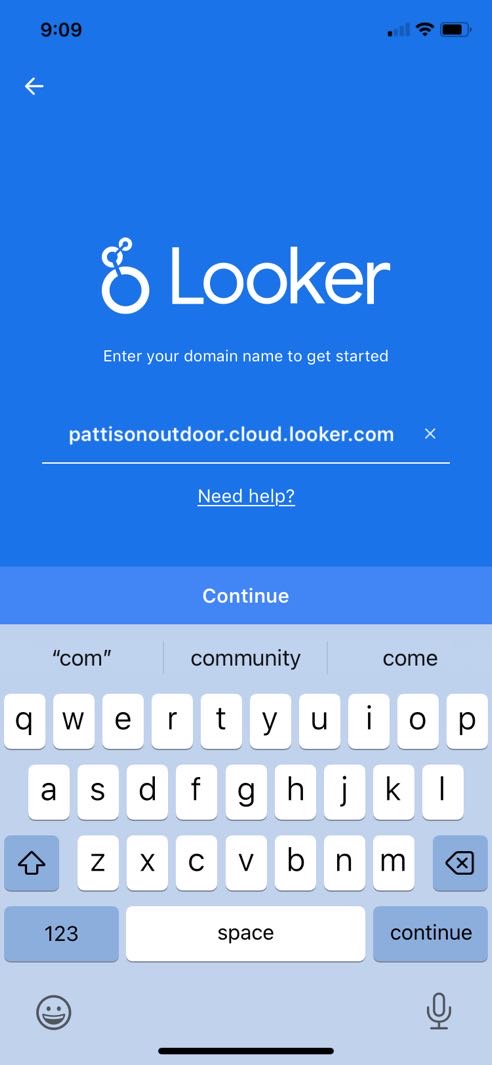 9:09
Looker
Enter your domain name to get started
pattisonoutdoor.cloud.looker.com
Need help?
Continue
“com” community come
q w e r t y u i o p
a s d f g h j k l
z x c v b n m
123 space continue